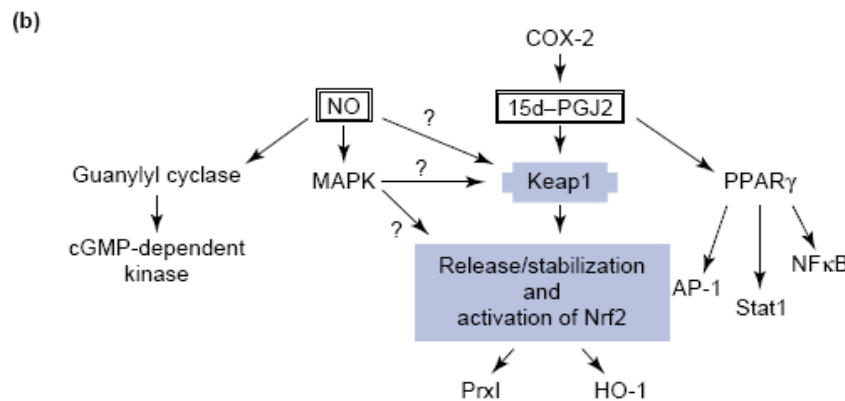 (b)
COX-2
NO
15d–PGJ2
?
Guanylyl cyclase
MAPK
?
Keap1
PPARγ
?
cGMP-dependent
kinase
Release/stabilization
and
activation of Nrf2
AP-1
Stat1
NFκB
PrxI
HO-1